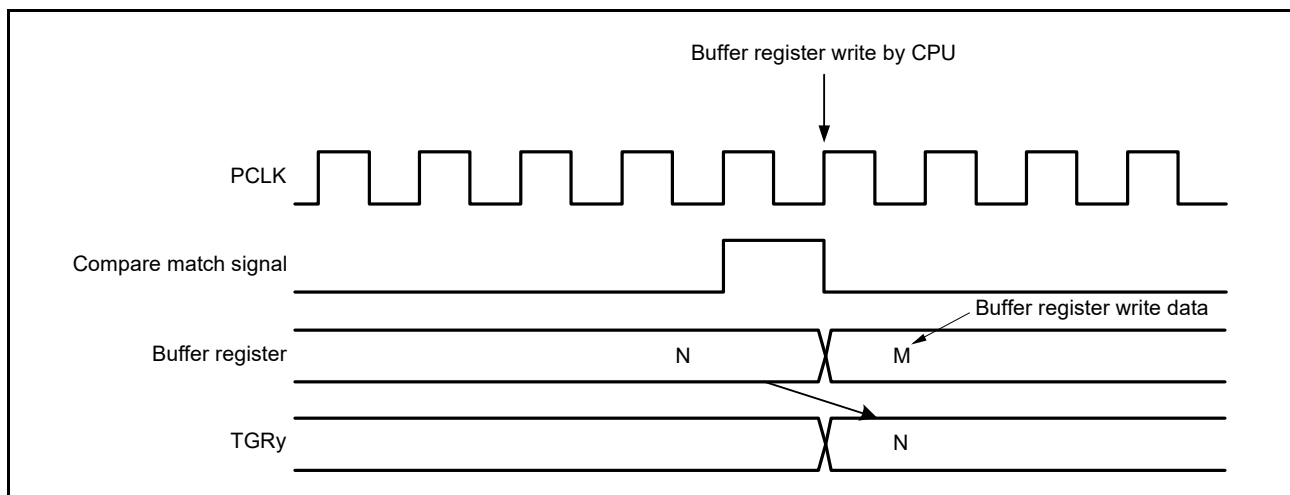 Buffer register write by CPU
PCLK
Compare match signal
Buffer register write data
Buffer register
N
M
TGRy
N